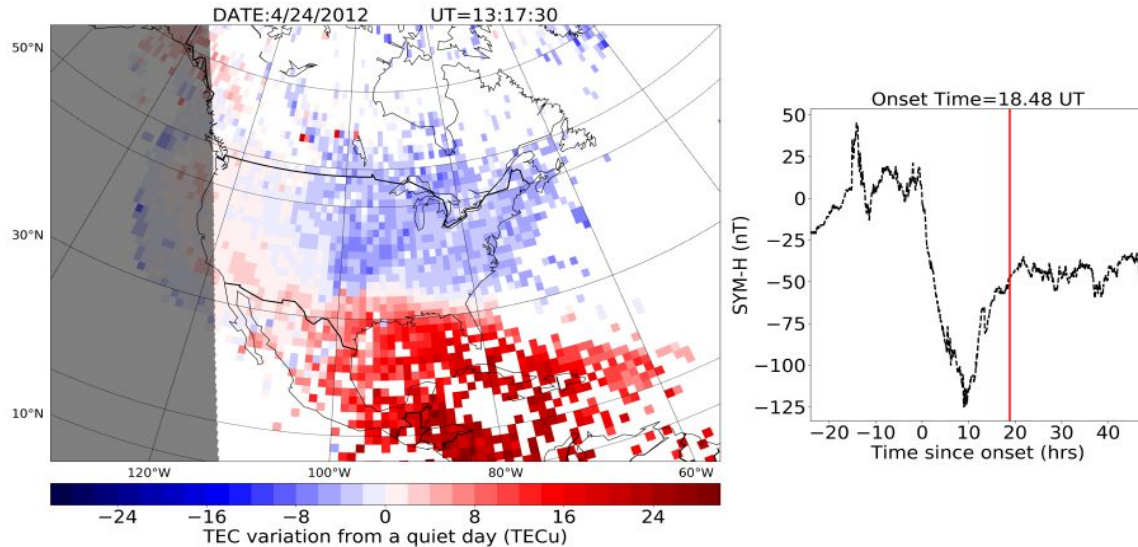 DATE:4/24/2012 UT=13:17:30
50°N
30°N
10°N
120°W 100°W 80°W 60°W
−24 −16 −8 0 8 16 24
TEC variation from a quiet day (TECu)
Onset Time=18.48 UT
50
25
0
−25
−50
−75
−100
−125
SYM-H (nT)
−20 −10 0 10 20 30 40
Time since onset (hrs)